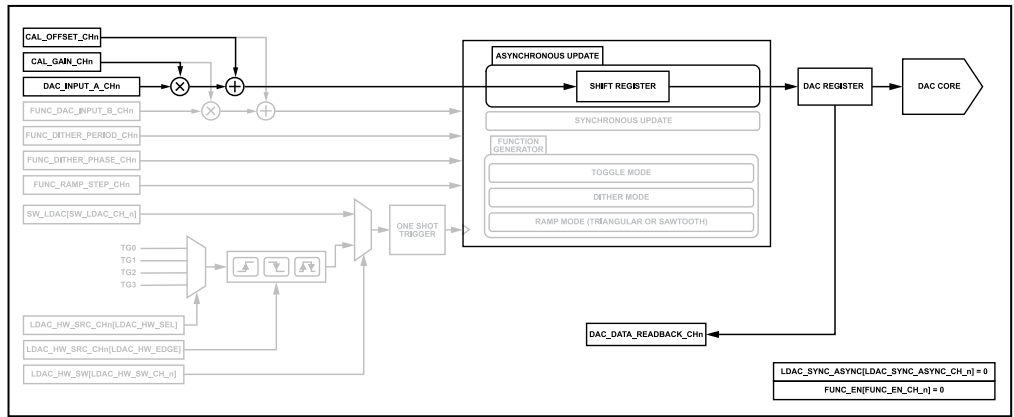 CAL_OFFSET_CHn
CAL_GAIN_CHn
DAC_INPUT_A_CHn
FUNC_DAC_INPUT_B_CHn
FUNC_DITHER_PERIOD_CHn
FUNC_DITHER_PHASE_CHn
FUNC_RAMP_STEP_CHn
SW_LDAC[SW_LDAC_CH_n]
TG0
TG1
TG2
TG3
LDAC_HW_SRC_CHn[LDAC_HW_SEL]
LDAC_HW_SRC_CHn[LDAC_HW_EDGE]
LDAC_HW_SW[LDAC_HW_SW_CH_n]
ONE SHOT
TRIGGER
ASYNCHRONOUS UPDATE
SHIFT REGISTER
SYNCHRONOUS UPDATE
FUNCTION
GENERATOR
TOGGLE MODE
DITHER MODE
RAMP MODE (TRIANGULAR OR SAWTOOTH)
DAC REGISTER
DAC CORE
DAC_DATA_READBACK_CHn
LDAC_SYNC_ASYNC[LDAC_SYNC_ASYNC_CH_n] = 0
FUNC_EN[FUNC_EN_CH_n] = 0